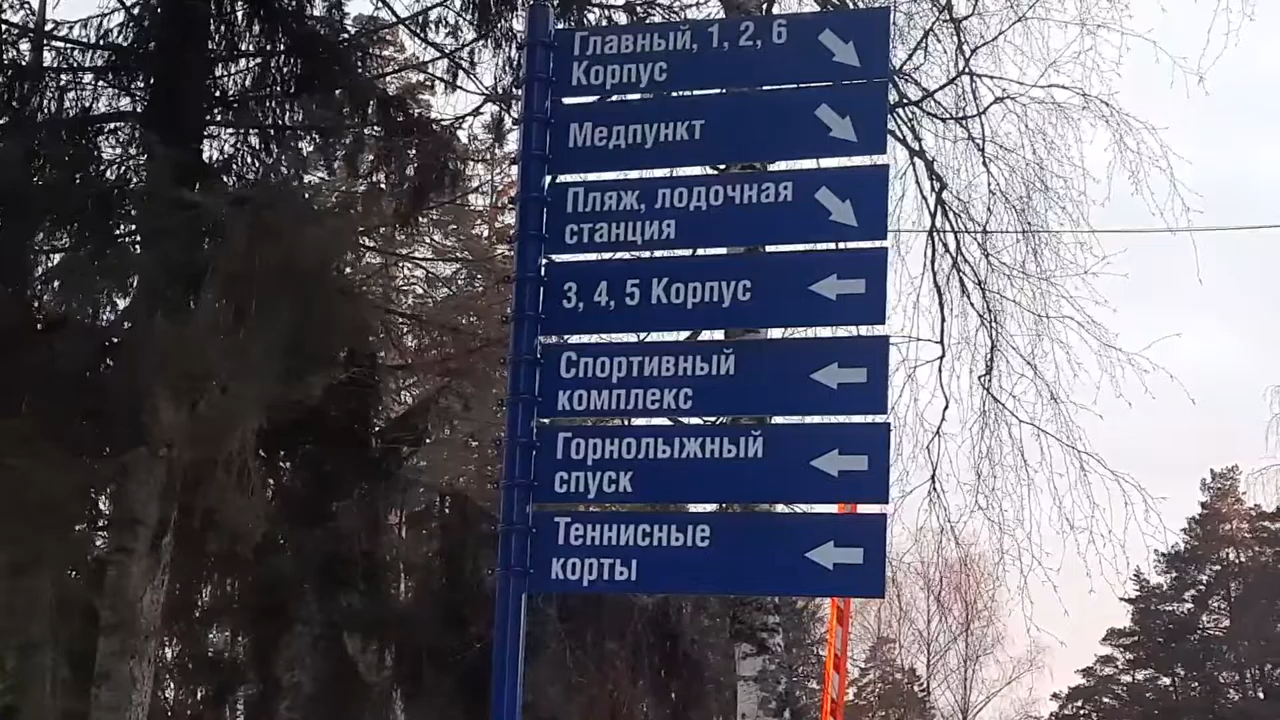 Главный, 1, 2, 6
Корпус
Медпункт
Пляж, лодочная
станция
3, 4, 5 Корпус
Спортивный
комплекс
Горнолыжный
спуск
Теннисные
корты